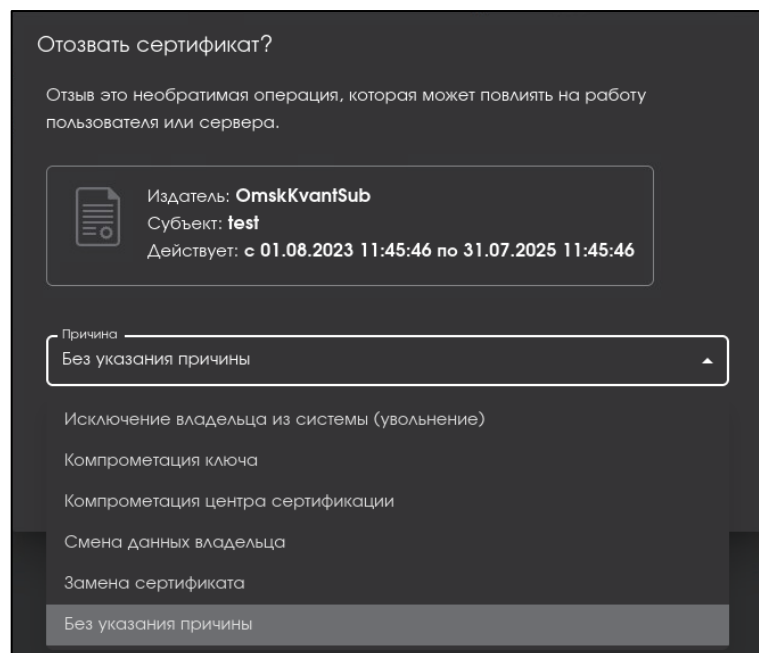 Отозвать сертификат?
Отзыв это необратимая операция, которая может повлиять на работу
пользователя или сервера.
Издатель: OmskKvantSub
Субъект: test
Действует: с 01.08.2023 11:45:46 по 31.07.2025 11:45:46
Причина
Без указания причины
Исключение владельца из системы (увольнение)
Компрометация ключа
Компрометация центра сертификации
Смена данных владельца
Замена сертификата
Без указания причины